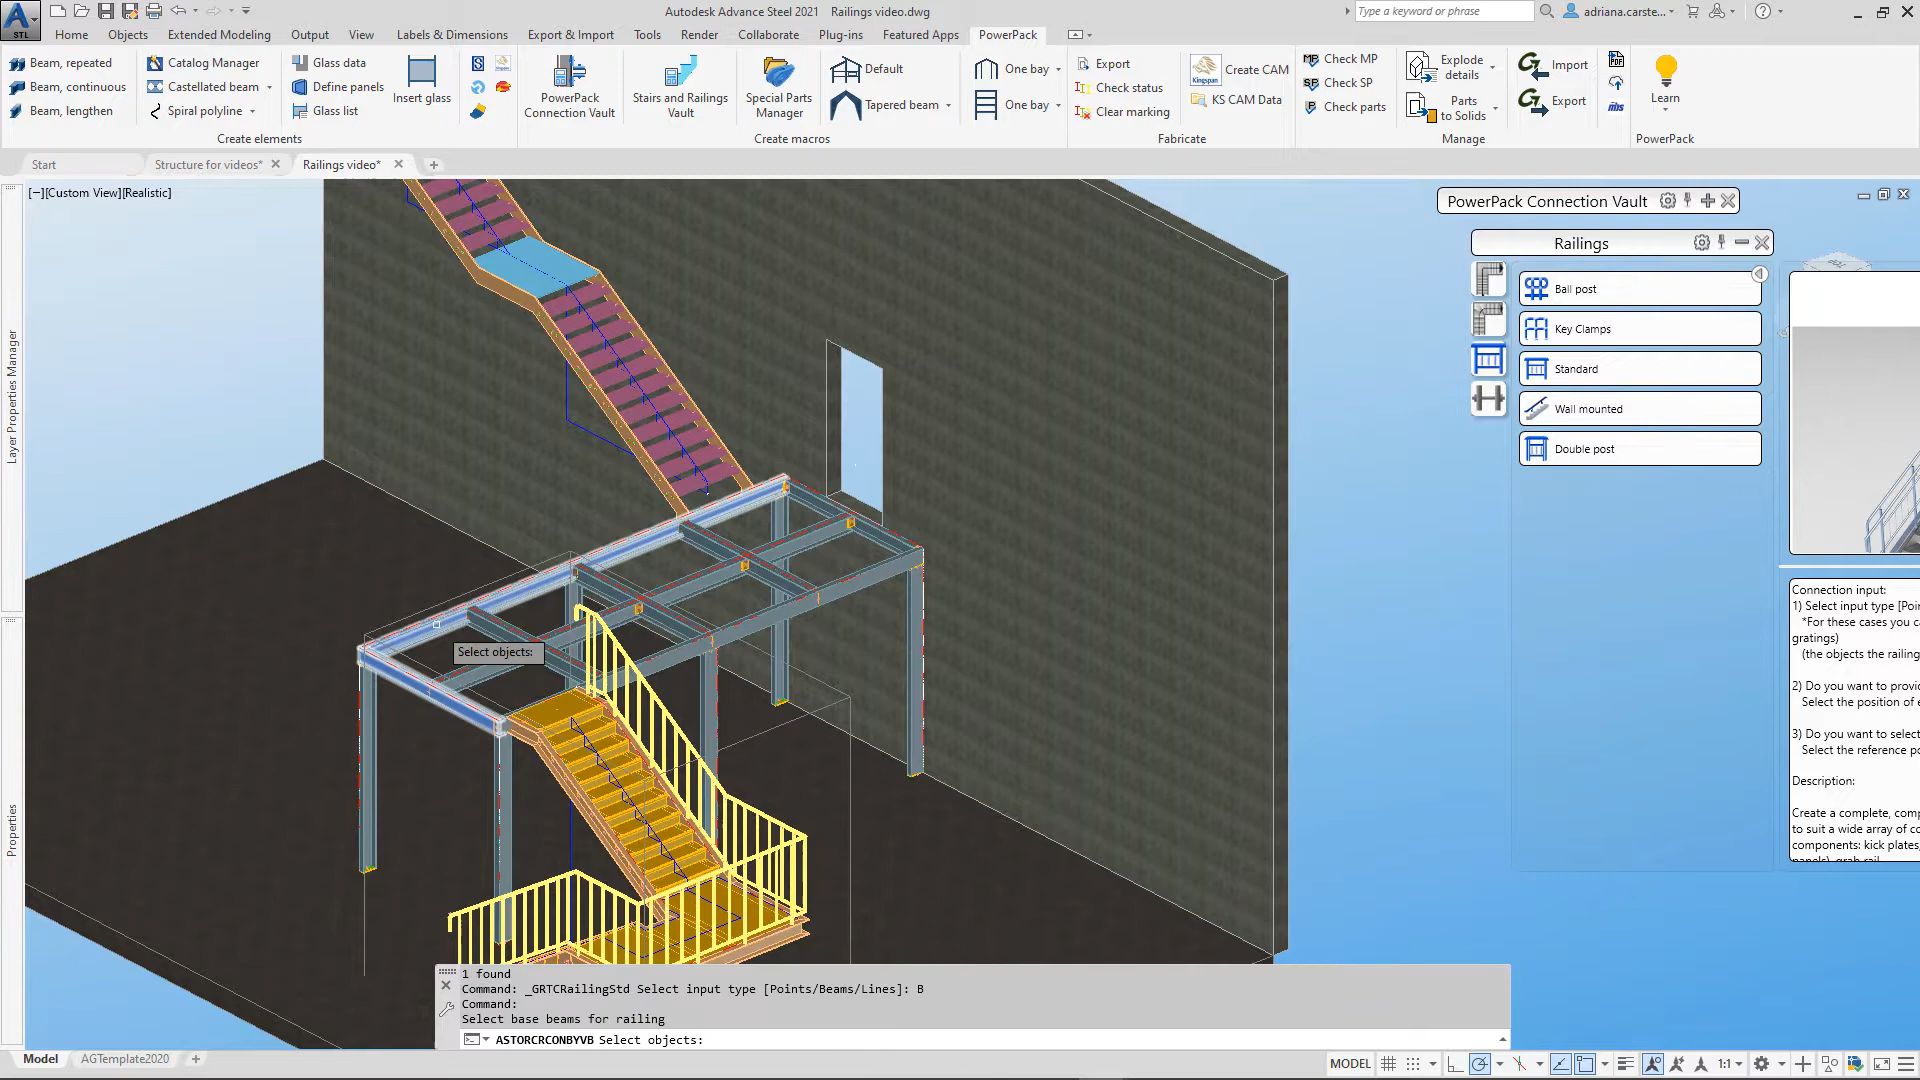 Autodesk Advance Steel 2021 Railings video.dwg
Type a keyword or phrase
adriana.carste...
STL
Home Objects Extended Modeling Output View Labels & Dimensions Export & Import Tools Render Collaborate Plug-ins Featured Apps PowerPack
Beam, repeated
Beam, continuous
Beam, lengthen
Catalog Manager
Castellated beam
Spiral polyline
Glass data
Define panels
Glass list
Insert glass
Create elements
PowerPack
Connection Vault
Stairs and Railings
Vault
Special Parts
Manager
Default
Tapered beam
One bay
One bay
Create macros
Export
Check status
Clear marking
Kingspan
Create CAM
KS CAM Data
Fabricate
Check MP
Check SP
Check parts
Explode
details
Parts
to Solids
Import
Export
Manage
Learn
PowerPack
Start
Structure for videos*
Railings video*
[−][Custom View][Realistic]
Layer Properties Manager
Properties
Select objects:
PowerPack Connection Vault
Railings
Ball post
Key Clamps
Standard
Wall mounted
Double post
Connection input:
1) Select input type [Poin
*For these cases you ca
gratings)
(the objects the railing
2) Do you want to provid
Select the position of e
3) Do you want to select
Select the reference po
Description:
Create a complete, comp
to suit a wide array of co
components: kick plates,
1 found
Command: _GRTCRailingStd Select input type [Points/Beams/Lines]: B
Command:
Select base beams for railing
ASTORCRCONBYVB Select objects:
Model AGTemplate2020
MODEL
1:1